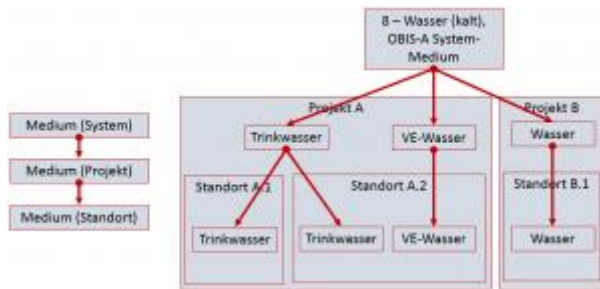 8 – Wasser (kalt),
OBIS-A System-
Medium
Projekt A
Projekt B
Medium (System)
Trinkwasser
VE-Wasser
Wasser
Medium (Projekt)
Standort A.1
Standort A.2
Standort B.1
Medium (Standort)
Trinkwasser
Trinkwasser
VE-Wasser
Wasser